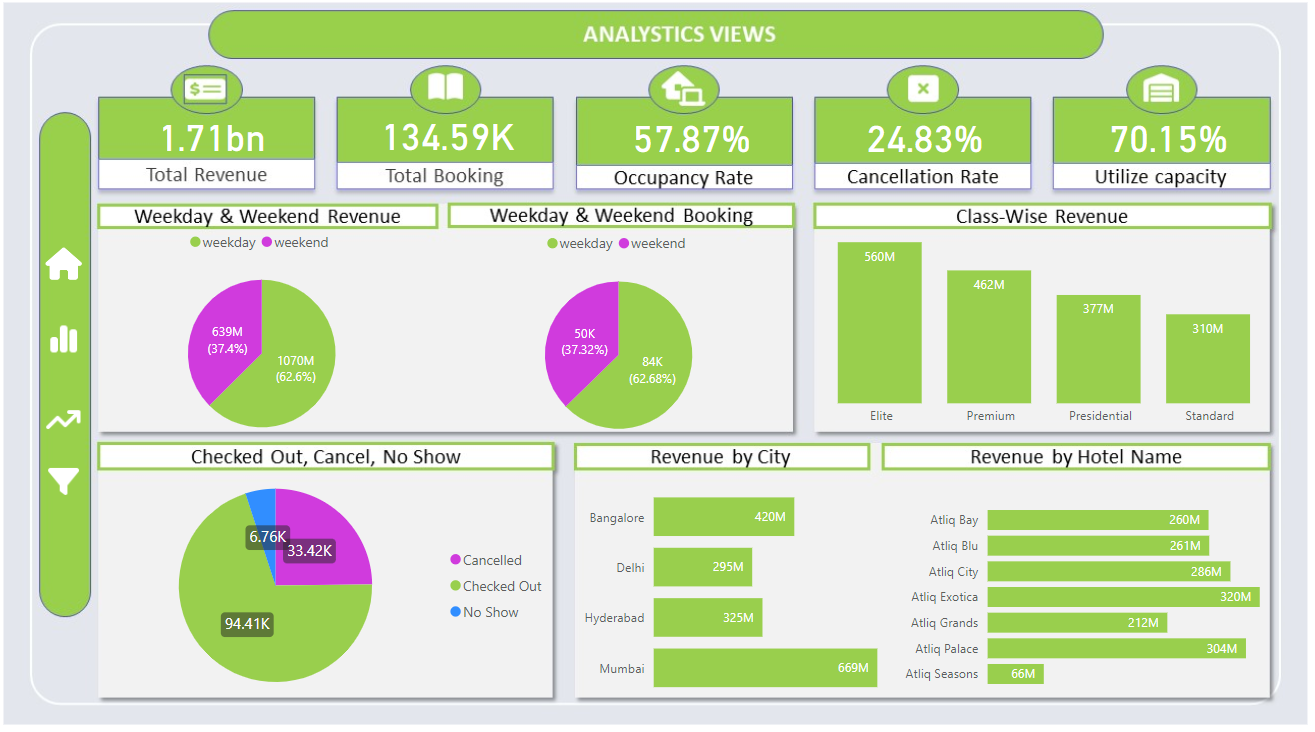 ANALYSTICS VIEWS
$
1.71bn
Total Revenue
134.59K
Total Booking
57.87%
Occupancy Rate
24.83%
Cancellation Rate
70.15%
Utilize capacity
Weekday & Weekend Revenue
weekday weekend
639M
(37.4%)
1070M
(62.6%)
Weekday & Weekend Booking
weekday weekend
50K
(37.32%)
84K
(62.68%)
Class-Wise Revenue
560M
462M
377M
310M
Elite Premium Presidential Standard
Checked Out, Cancel, No Show
6.76K
33.42K
94.41K
Cancelled
Checked Out
No Show
Revenue by City
Bangalore 420M
Delhi 295M
Hyderabad 325M
Mumbai 669M
Revenue by Hotel Name
Atliq Bay 260M
Atliq Blu 261M
Atliq City 286M
Atliq Exotica 320M
Atliq Grands 212M
Atliq Palace 304M
Atliq Seasons 66M